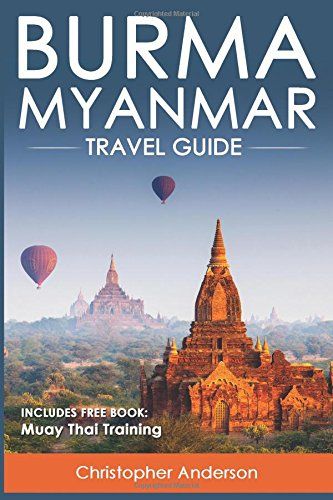 BURMA
MYANMAR
TRAVEL GUIDE
INCLUDES FREE BOOK:
Muay Thai Training
Christopher Anderson